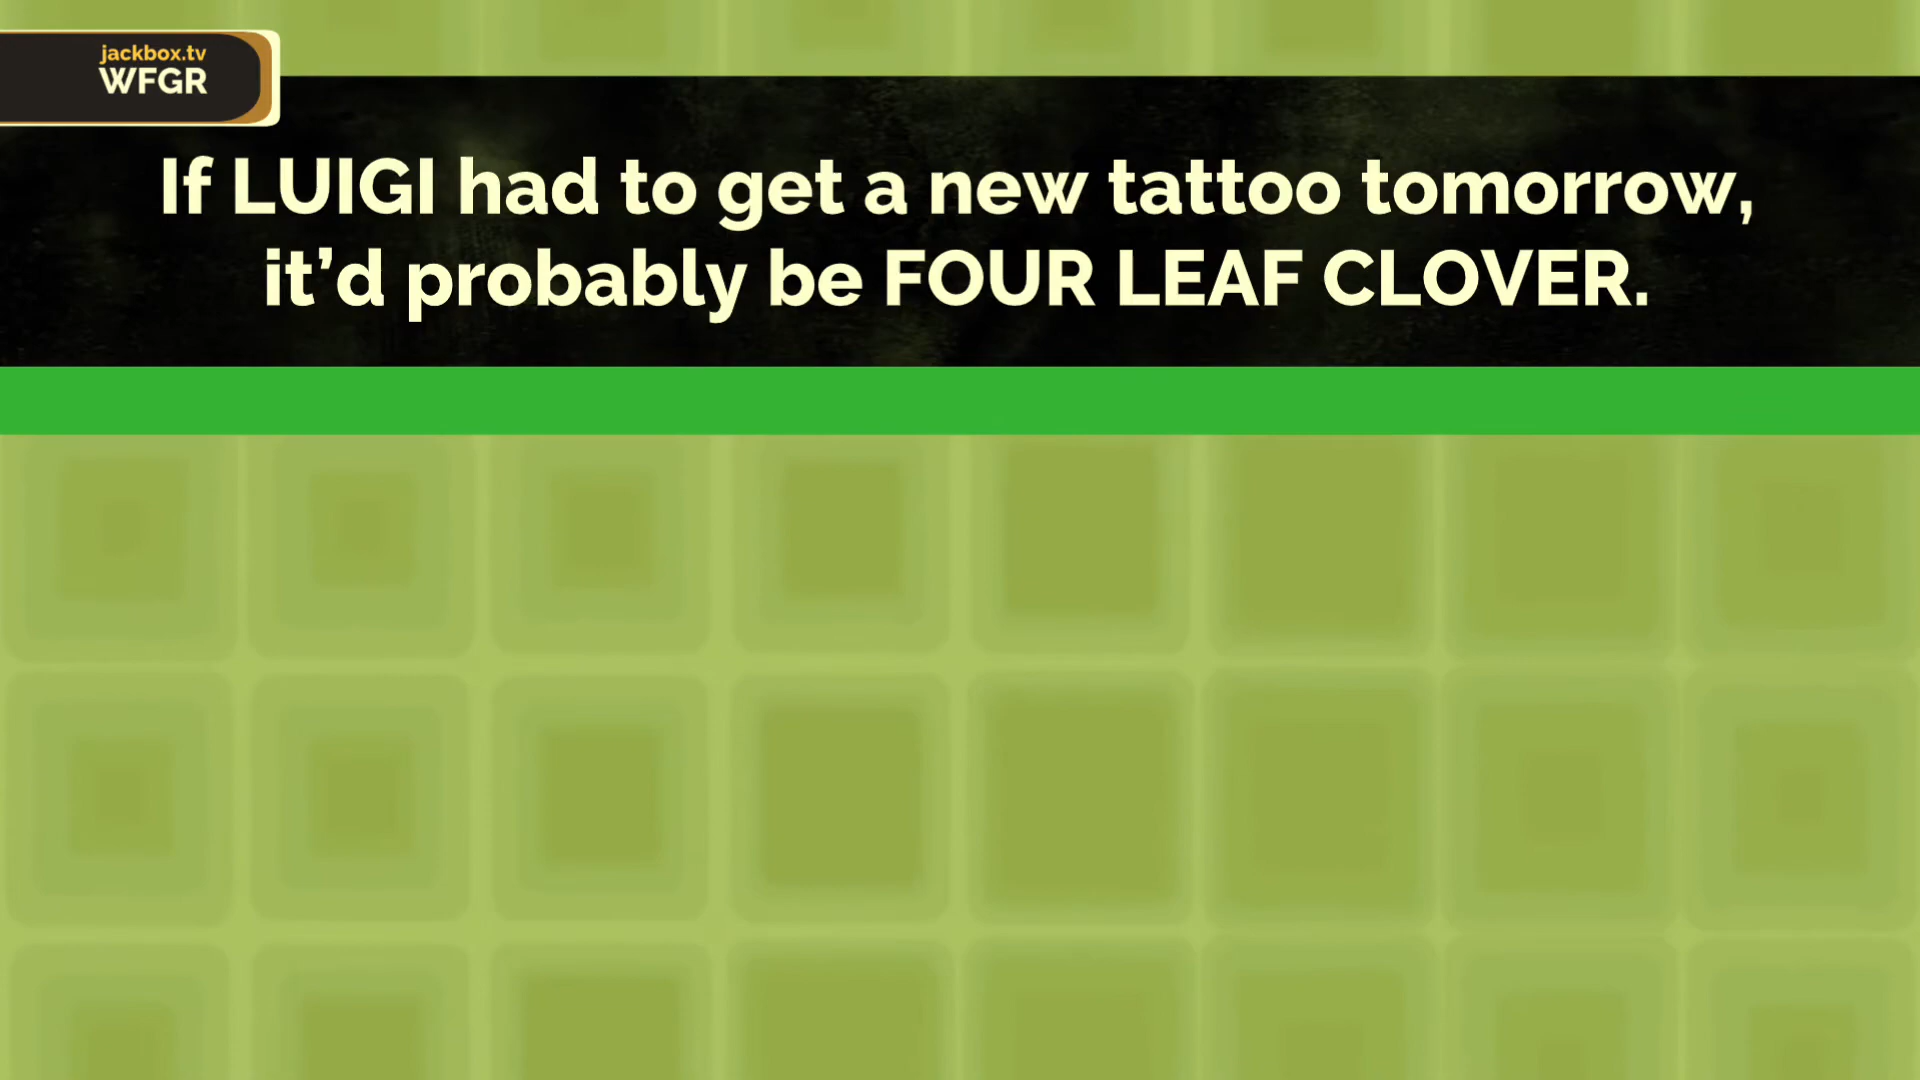 jackbox.tv
WFGR
If LUIGI had to get a new tattoo tomorrow,
it’d probably be FOUR LEAF CLOVER.